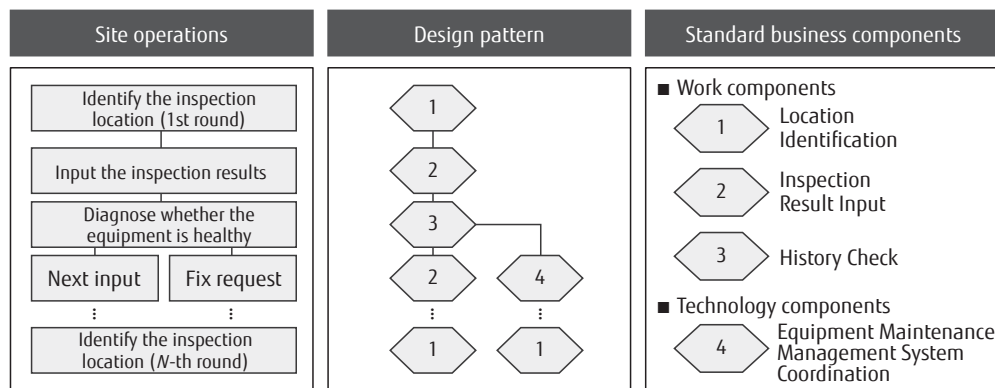 Site operations
Identify the inspection
location (1st round)
Input the inspection results
Diagnose whether the
equipment is healthy
Next input
Fix request
Identify the inspection
location (N-th round)
Design pattern
1
2
3
2
4
1
1
Standard business components
■ Work components
1
Location
Identification
2
Inspection
Result Input
3
History Check
■ Technology components
4
Equipment Maintenance
Management System
Coordination